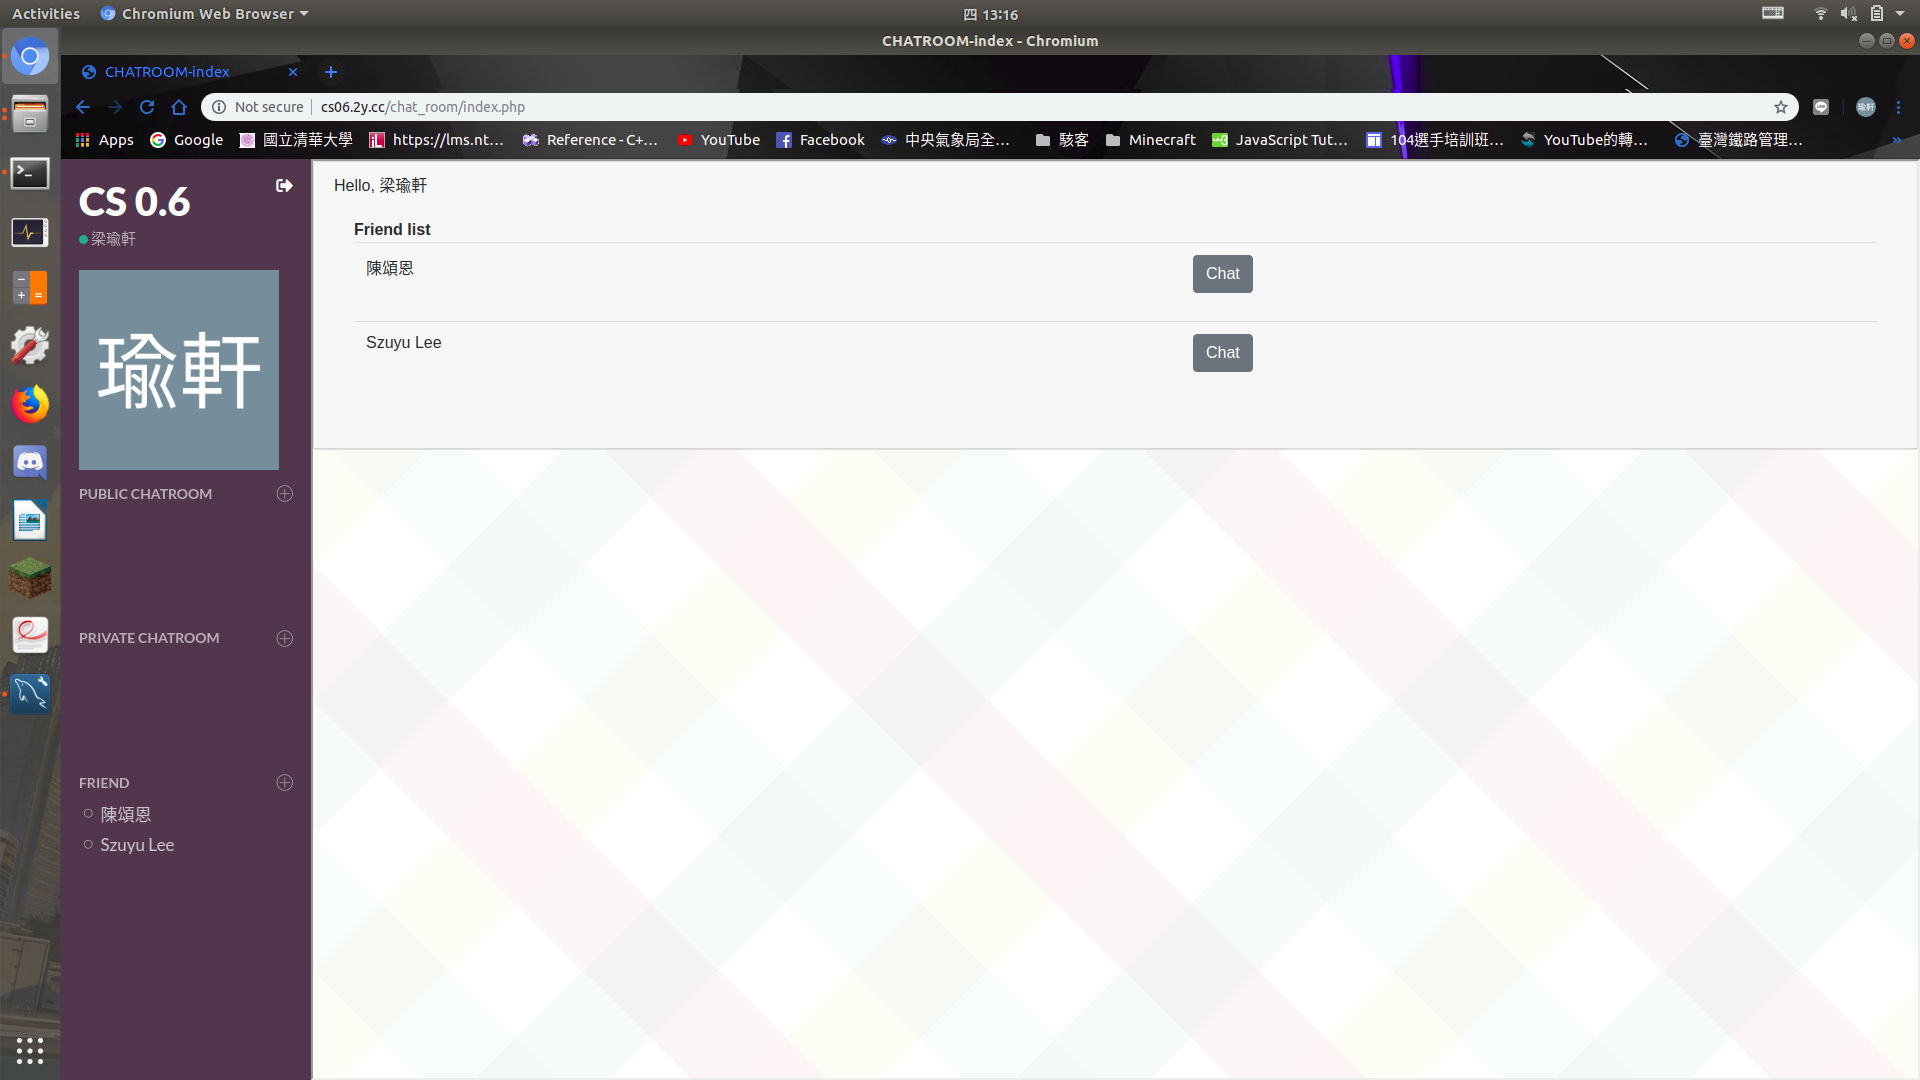 Activities
Chromium Web Browser
四 13:16
CHATROOM-index - Chromium
CHATROOM-index
Not secure
cs06.2y.cc/chat_room/index.php
瑜軒
Apps
Google
國立清華大學
https://lms.nt...
Reference - C+...
YouTube
Facebook
中央氣象局全...
駭客
Minecraft
JavaScript Tut...
104選手培訓班...
YouTube的轉...
臺灣鐵路管理...
»
CS 0.6
梁瑜軒
瑜軒
PUBLIC CHATROOM
PRIVATE CHATROOM
FRIEND
陳頌恩
Szuyu Lee
Hello, 梁瑜軒
Friend list
陳頌恩
Chat
Szuyu Lee
Chat